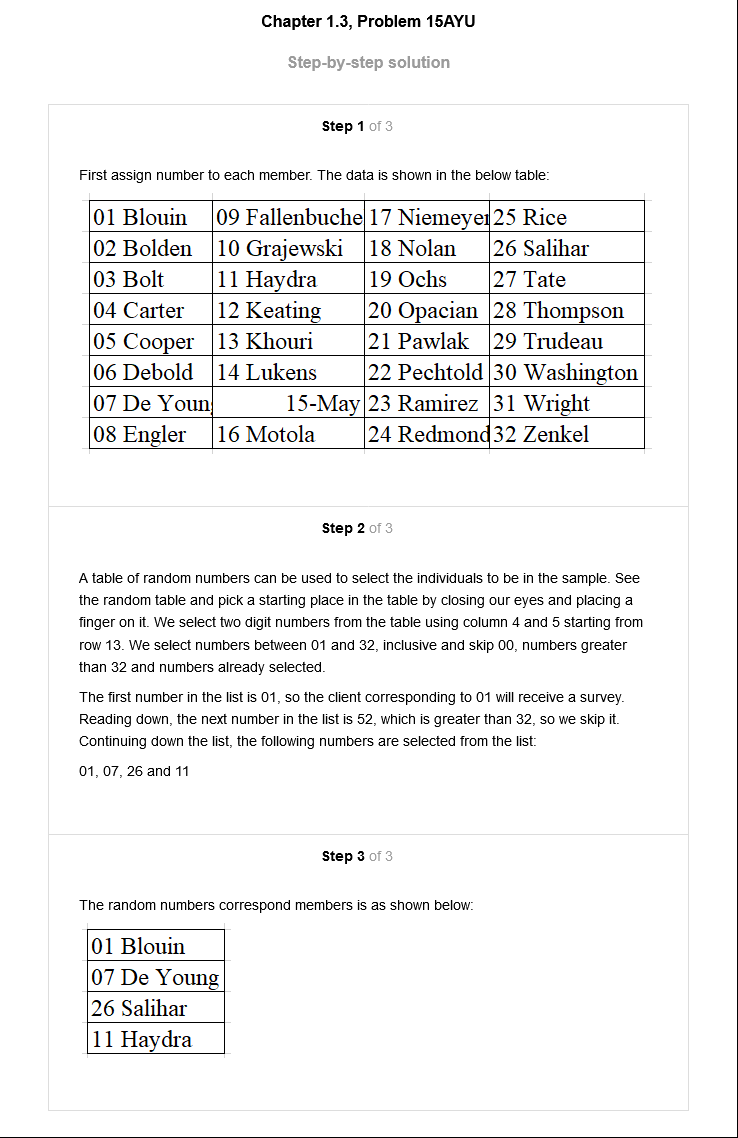 Chapter 1.3, Problem 15AYU
Step-by-step solution
Step 1 of 3
First assign number to each member. The data is shown in the below table:
01 Blouin 09 Fallenbuche 17 Niemeyer 25 Rice
02 Bolden 10 Grajewski 18 Nolan 26 Salihar
03 Bolt 11 Haydra 19 Ochs 27 Tate
04 Carter 12 Keating 20 Opacian 28 Thompson
05 Cooper 13 Khouri 21 Pawlak 29 Trudeau
06 Debold 14 Lukens 22 Pechtold 30 Washington
07 De Young 15-May 23 Ramirez 31 Wright
08 Engler 16 Motola 24 Redmond 32 Zenkel
Step 2 of 3
A table of random numbers can be used to select the individuals to be in the sample. See
the random table and pick a starting place in the table by closing our eyes and placing a
finger on it. We select two digit numbers from the table using column 4 and 5 starting from
row 13. We select numbers between 01 and 32, inclusive and skip 00, numbers greater
than 32 and numbers already selected.
The first number in the list is 01, so the client corresponding to 01 will receive a survey.
Reading down, the next number in the list is 52, which is greater than 32, so we skip it.
Continuing down the list, the following numbers are selected from the list:
01, 07, 26 and 11
Step 3 of 3
The random numbers correspond members is as shown below:
01 Blouin
07 De Young
26 Salihar
11 Haydra